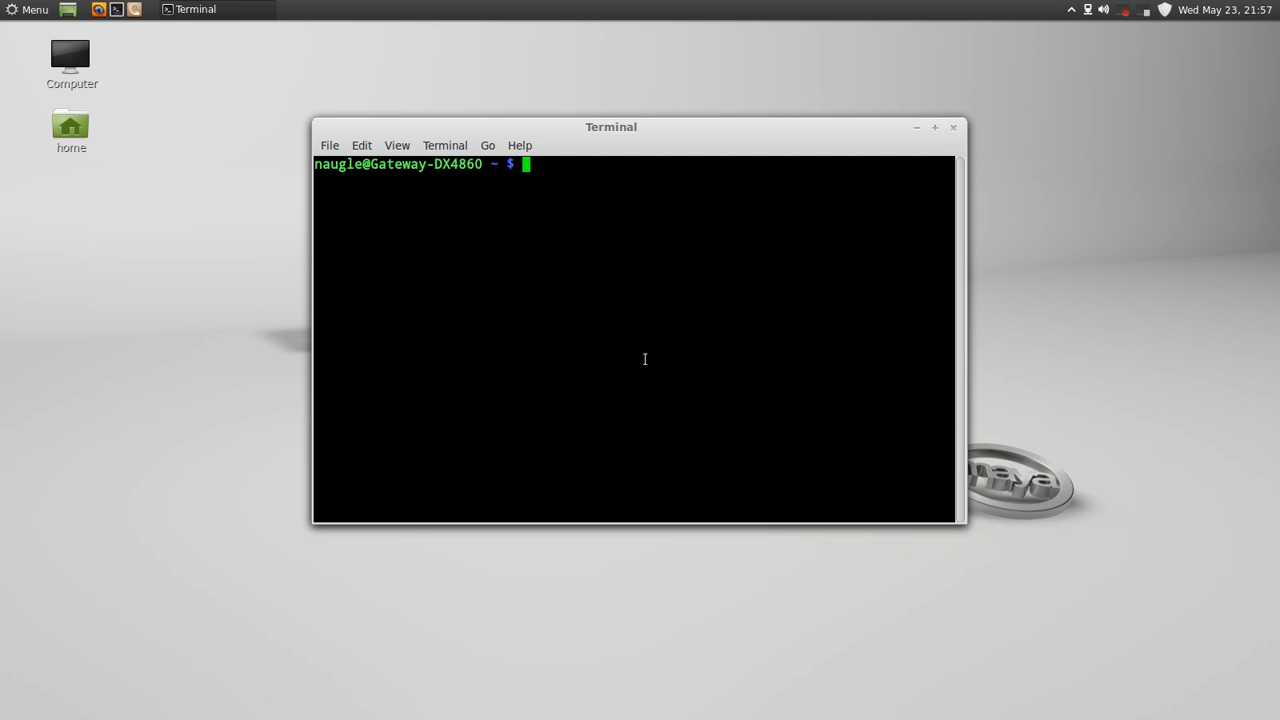 Menu
Terminal
Wed May 23, 21:57
Computer
home
Terminal
File Edit View Terminal Go Help
naugle@Gateway-DX4860 ~ $
maya